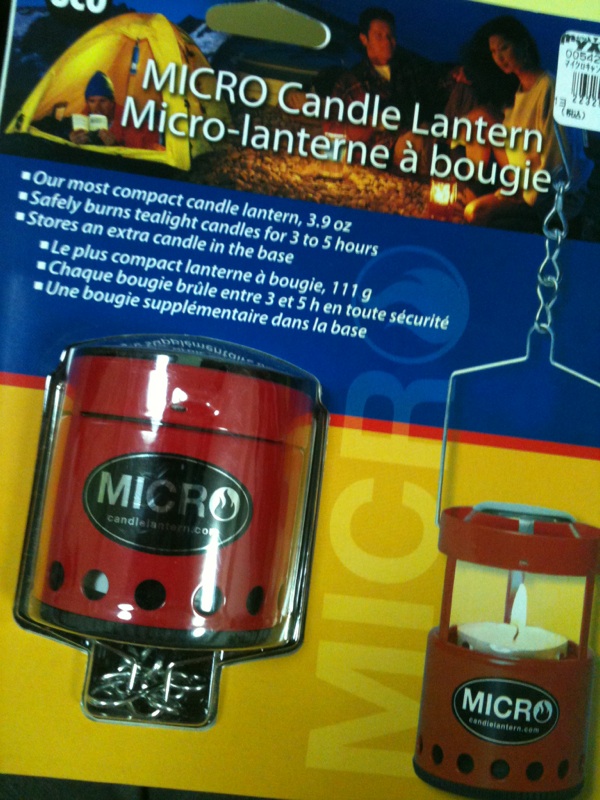 MICRO Candle Lantern
Micro-lanterne à bougie
▪Our most compact candle lantern, 3.9 oz
▪Safely burns tealight candles for 3 to 5 hours
▪Stores an extra candle in the base
▪Le plus compact lanterne à bougie, 111 g
▪Chaque bougie brûle entre 3 et 5 h en toute sécurité
▪Une bougie supplémentaire dans la base
MICRO
candlelantern.com
MICRO
MICRO
candlelantern.com
(税込)